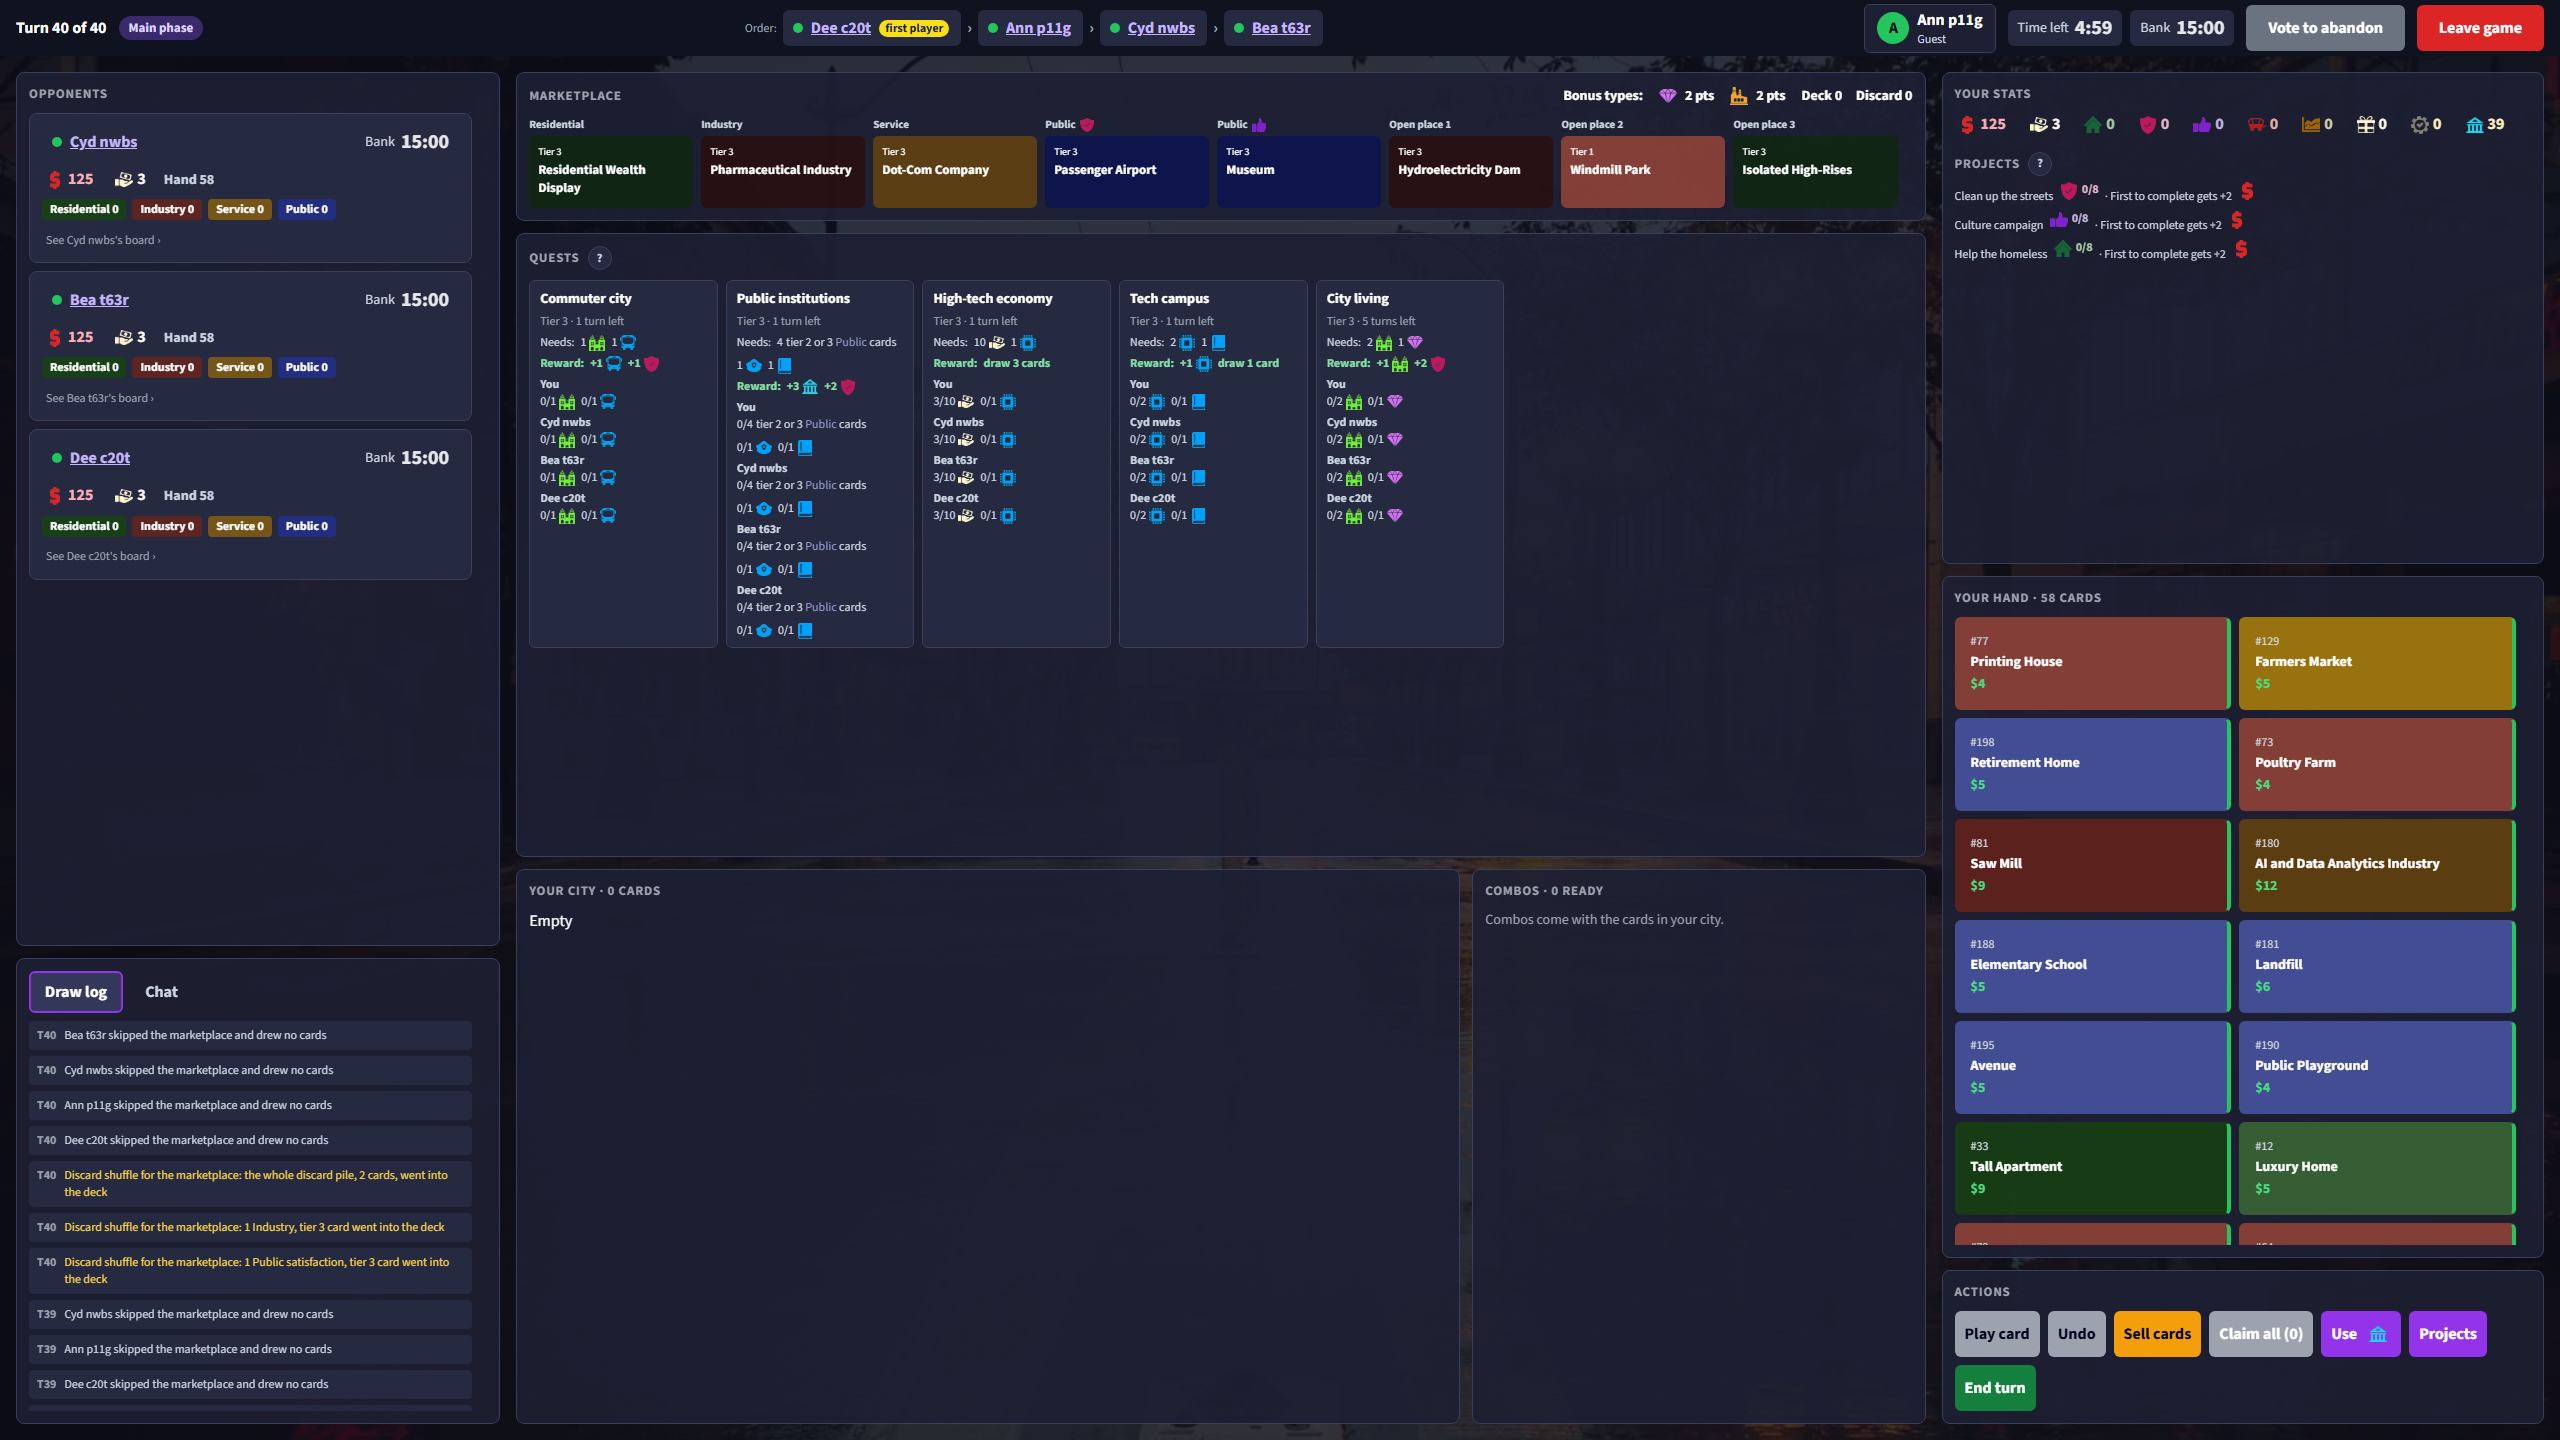 Turn 40 of 40 Main phase
Order: Dee c20t first player › Ann p11g › Cyd nwbs › Bea t63r
A Ann p11g Guest
Time left 4:59
Bank 15:00
Vote to abandon
Leave game
OPPONENTS
Cyd nwbs Bank 15:00
125 3 Hand 58
Residential 0 Industry 0 Service 0 Public 0
See Cyd nwbs's board ›
Bea t63r Bank 15:00
125 3 Hand 58
Residential 0 Industry 0 Service 0 Public 0
See Bea t63r's board ›
Dee c20t Bank 15:00
125 3 Hand 58
Residential 0 Industry 0 Service 0 Public 0
See Dee c20t's board ›
Draw log Chat
T40 Bea t63r skipped the marketplace and drew no cards
T40 Cyd nwbs skipped the marketplace and drew no cards
T40 Ann p11g skipped the marketplace and drew no cards
T40 Dee c20t skipped the marketplace and drew no cards
T40 Discard shuffle for the marketplace: the whole discard pile, 2 cards, went into
the deck
T40 Discard shuffle for the marketplace: 1 Industry, tier 3 card went into the deck
T40 Discard shuffle for the marketplace: 1 Public satisfaction, tier 3 card went into
the deck
T39 Cyd nwbs skipped the marketplace and drew no cards
T39 Ann p11g skipped the marketplace and drew no cards
T39 Dee c20t skipped the marketplace and drew no cards
MARKETPLACE
Bonus types: 2 pts 2 pts Deck 0 Discard 0
Residential
Tier 3
Residential Wealth
Display
Industry
Tier 3
Pharmaceutical Industry
Service
Tier 3
Dot-Com Company
Public
Tier 3
Passenger Airport
Public
Tier 3
Museum
Open place 1
Tier 3
Hydroelectricity Dam
Open place 2
Tier 1
Windmill Park
Open place 3
Tier 3
Isolated High-Rises
QUESTS ?
Commuter city
Tier 3 · 1 turn left
Needs: 1 1
Reward: +1 +1
You
0/1 0/1
Cyd nwbs
0/1 0/1
Bea t63r
0/1 0/1
Dee c20t
0/1 0/1
Public institutions
Tier 3 · 1 turn left
Needs: 4 tier 2 or 3 Public cards
1 1
Reward: +3 +2
You
0/4 tier 2 or 3 Public cards
0/1 0/1
Cyd nwbs
0/4 tier 2 or 3 Public cards
0/1 0/1
Bea t63r
0/4 tier 2 or 3 Public cards
0/1 0/1
Dee c20t
0/4 tier 2 or 3 Public cards
0/1 0/1
High-tech economy
Tier 3 · 1 turn left
Needs: 10 1
Reward: draw 3 cards
You
3/10 0/1
Cyd nwbs
3/10 0/1
Bea t63r
3/10 0/1
Dee c20t
3/10 0/1
Tech campus
Tier 3 · 1 turn left
Needs: 2 1
Reward: +1 draw 1 card
You
0/2 0/1
Cyd nwbs
0/2 0/1
Bea t63r
0/2 0/1
Dee c20t
0/2 0/1
City living
Tier 3 · 5 turns left
Needs: 2 1
Reward: +1 +2
You
0/2 0/1
Cyd nwbs
0/2 0/1
Bea t63r
0/2 0/1
Dee c20t
0/2 0/1
YOUR CITY · 0 CARDS
Empty
COMBOS · 0 READY
Combos come with the cards in your city.
YOUR STATS
125 3 0 0 0 0 0 0 0 39
PROJECTS ?
Clean up the streets 0/8 · First to complete gets +2
Culture campaign 0/8 · First to complete gets +2
Help the homeless 0/8 · First to complete gets +2
YOUR HAND · 58 CARDS
#77
Printing House
$4
#129
Farmers Market
$5
#198
Retirement Home
$5
#73
Poultry Farm
$4
#81
Saw Mill
$9
#180
AI and Data Analytics Industry
$12
#188
Elementary School
$5
#181
Landfill
$6
#195
Avenue
$5
#190
Public Playground
$4
#33
Tall Apartment
$9
#12
Luxury Home
$5
ACTIONS
Play card Undo Sell cards Claim all (0) Use Projects
End turn